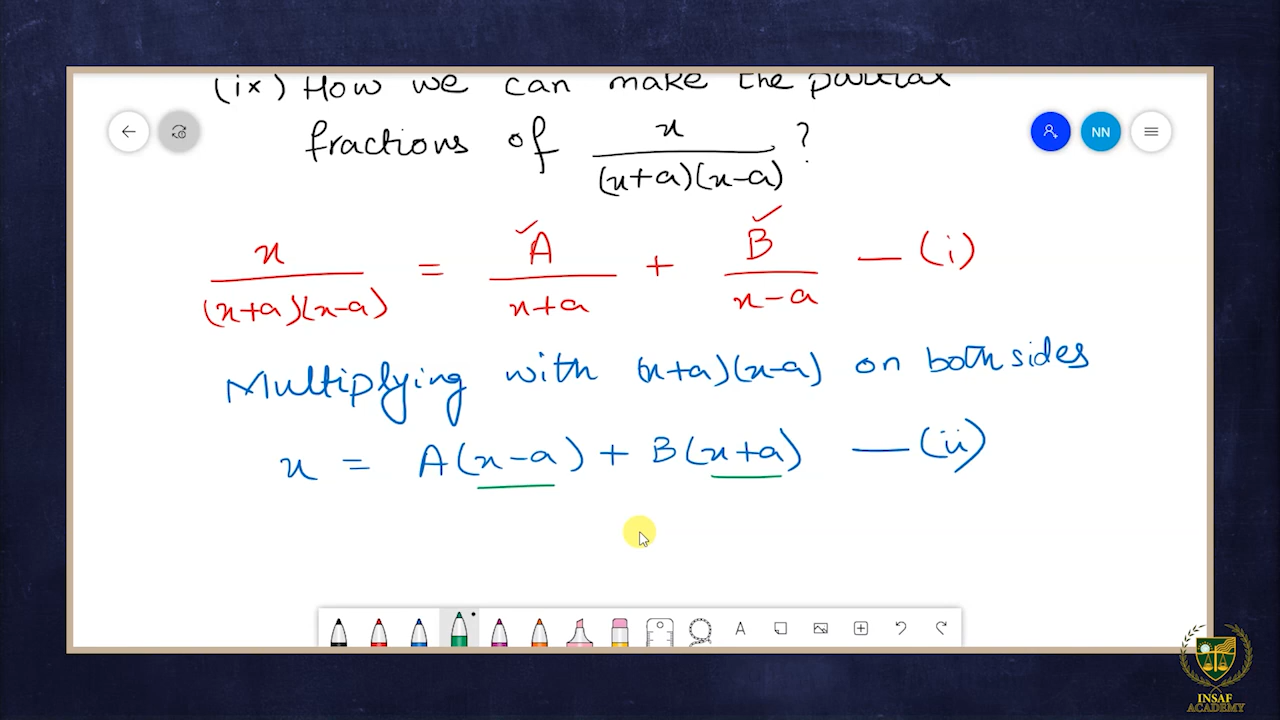 (ix) How we can make the partial
fractions of x / (x+a)(x-a) ?
NN
x / (x+a)(x-a) = A / x+a + B / x-a — (i)
Multiplying with (x+a)(x-a) on both sides
x = A(x-a) + B(x+a) — (ii)
A
INSAF
ACADEMY